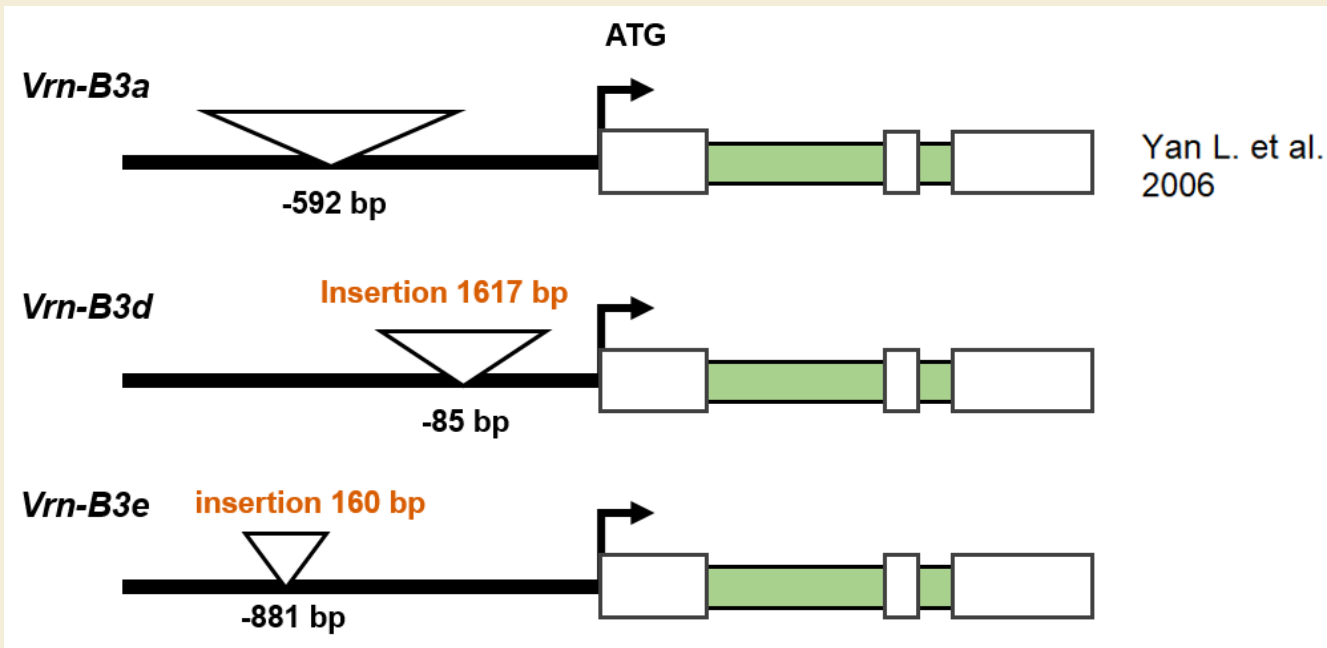 ATG
Vrn-B3a
-592 bp
Yan L. et al.
2006
Insertion 1617 bp
Vrn-B3d
-85 bp
Vrn-B3e
insertion 160 bp
-881 bp